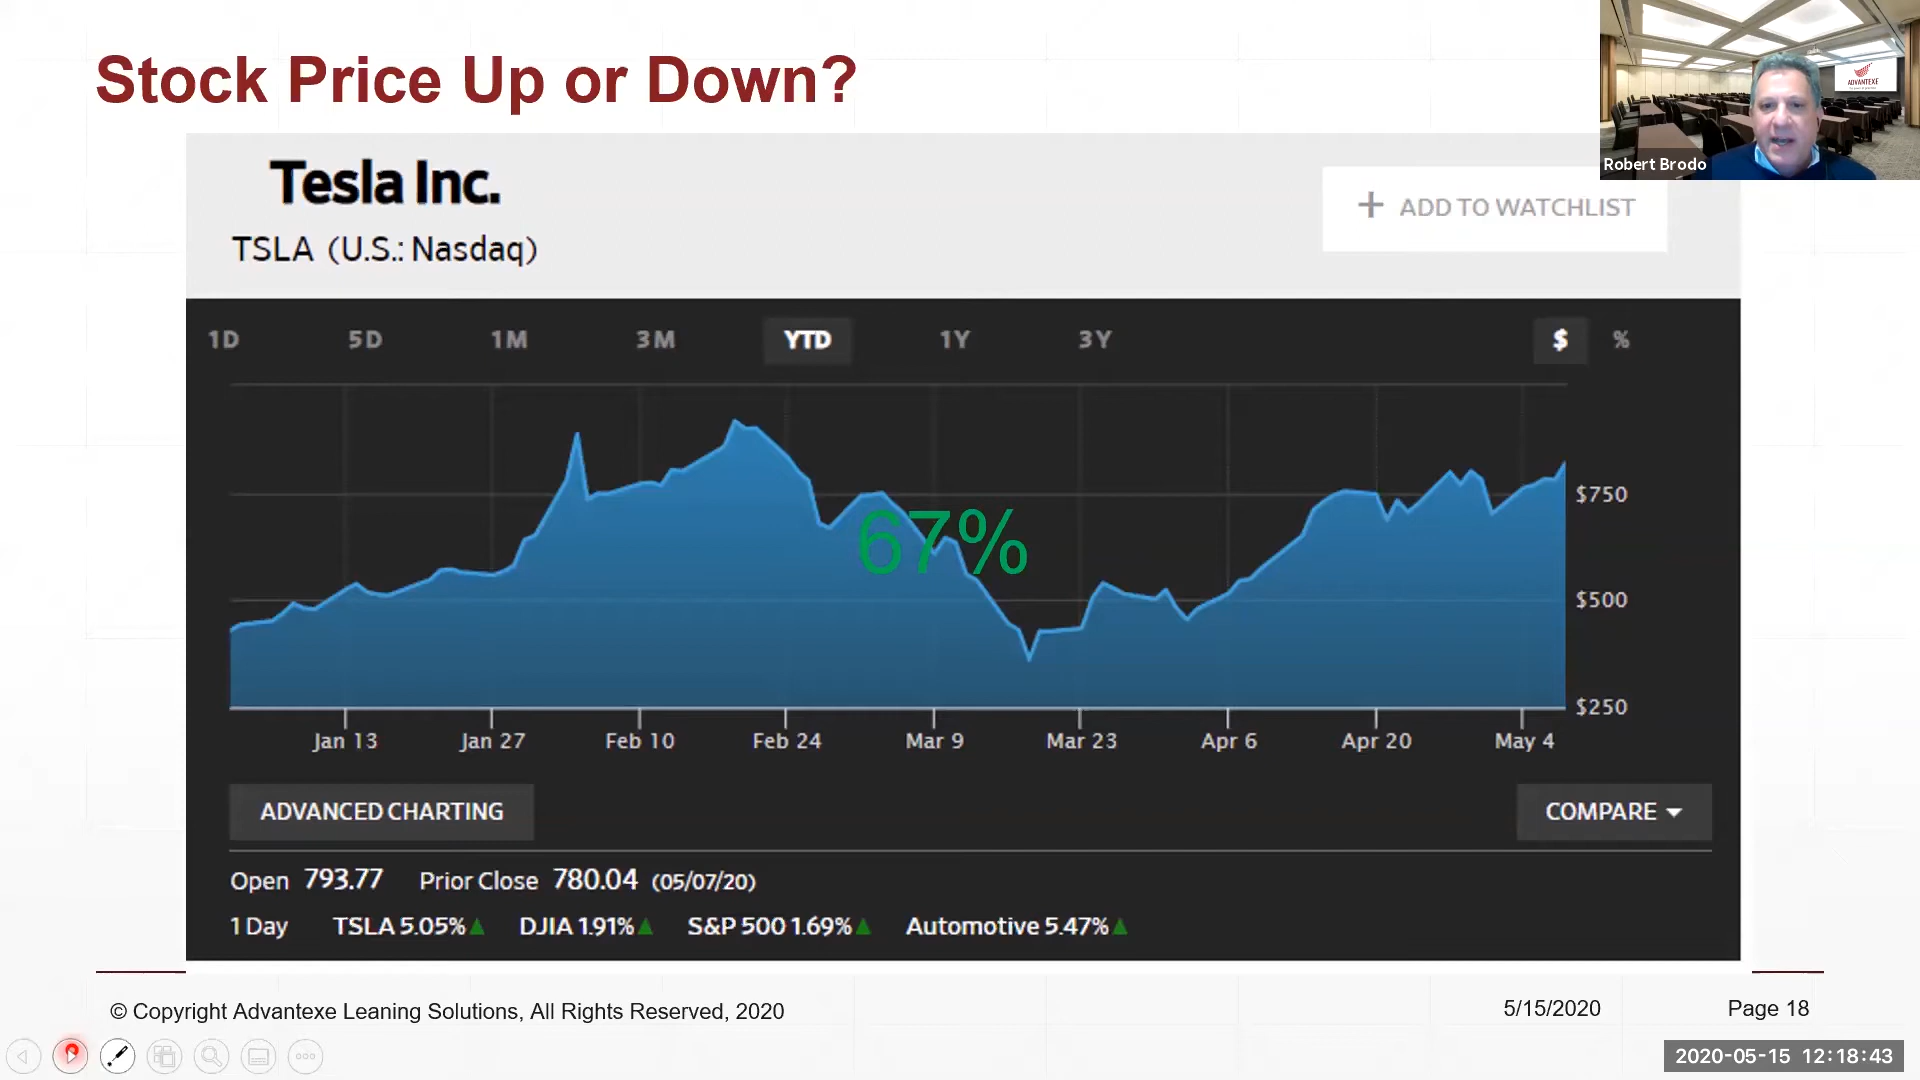 Stock Price Up or Down?
ADVANTEXE
Robert Brodo
Tesla Inc.
TSLA (U.S.: Nasdaq)
+ ADD TO WATCHLIST
1D 5D 1M 3M YTD 1Y 3Y $ %
67%
$750
$500
$250
Jan 13 Jan 27 Feb 10 Feb 24 Mar 9 Mar 23 Apr 6 Apr 20 May 4
ADVANCED CHARTING COMPARE
Open 793.77 Prior Close 780.04 (05/07/20)
1 Day TSLA 5.05% DJIA 1.91% S&P 500 1.69% Automotive 5.47%
© Copyright Advantexe Leaning Solutions, All Rights Reserved, 2020 5/15/2020 Page 18
2020-05-15 12:18:43